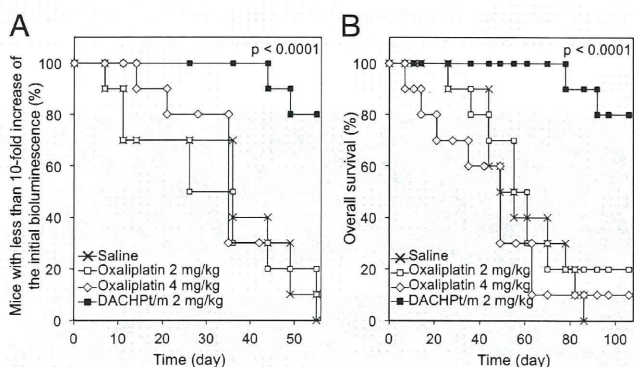 A
p < 0.0001
Mice with less than 10-fold increase of
the initial bioluminescence (%)
100
80
60
40
20
0
Saline
Oxaliplatin 2 mg/kg
Oxaliplatin 4 mg/kg
DACHPt/m 2 mg/kg
0 10 20 30 40 50
Time (day)
B
p < 0.0001
Overall survival (%)
100
80
60
40
20
0
Saline
Oxaliplatin 2 mg/kg
Oxaliplatin 4 mg/kg
DACHPt/m 2 mg/kg
0 20 40 60 80 100
Time (day)